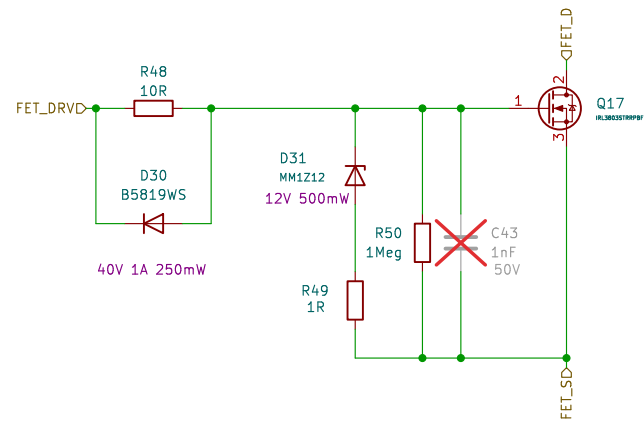 FET_D
R48
10R
FET_DRV
1
2
Q17
IRL3803STRRPBF
3
D31
MM1Z12
12V 500mW
D30
B5819WS
40V 1A 250mW
R50
1Meg
C43
1nF
50V
R49
1R
FET_S